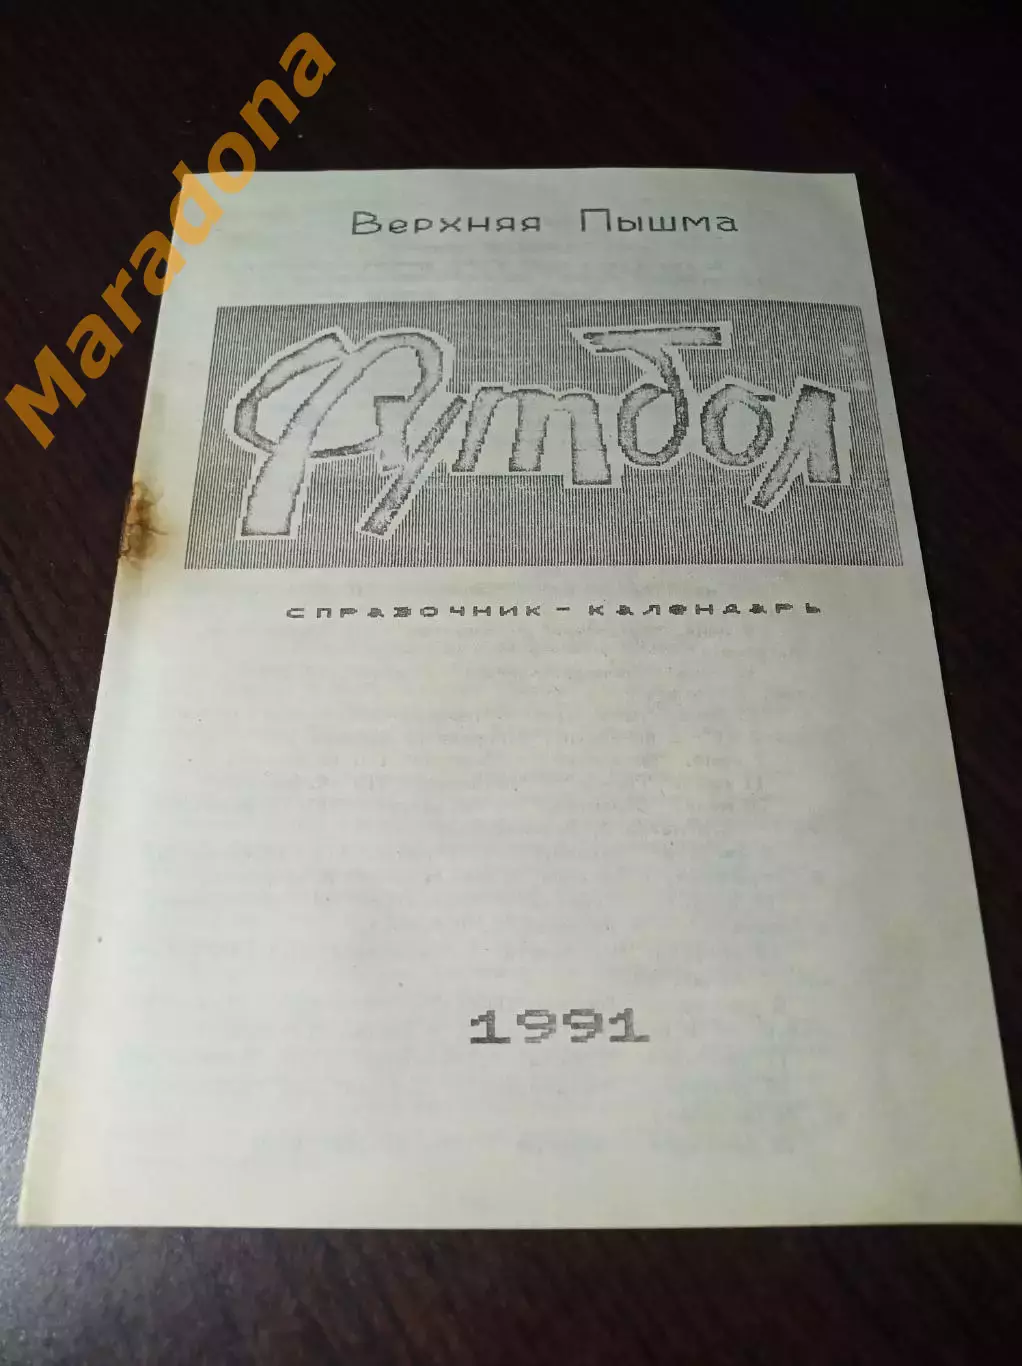 Maradona
Верхняя Пышма
Футбол
справочник-календарь
1991